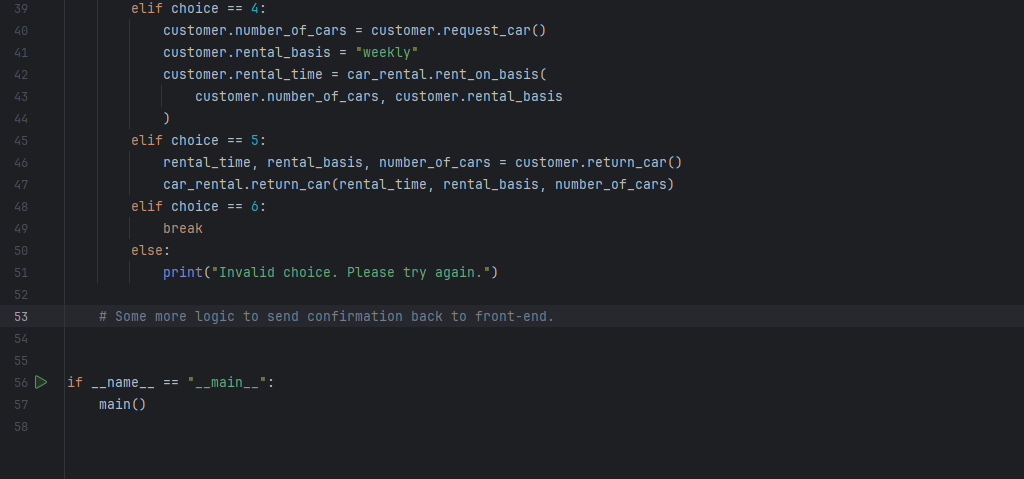 39 elif choice == 4:
40 customer.number_of_cars = customer.request_car()
41 customer.rental_basis = "weekly"
42 customer.rental_time = car_rental.rent_on_basis(
43 customer.number_of_cars, customer.rental_basis
44 )
45 elif choice == 5:
46 rental_time, rental_basis, number_of_cars = customer.return_car()
47 car_rental.return_car(rental_time, rental_basis, number_of_cars)
48 elif choice == 6:
49 break
50 else:
51 print("Invalid choice. Please try again.")
52
53 # Some more logic to send confirmation back to front-end.
54
55
56 if __name__ == "__main__":
57 main()
58